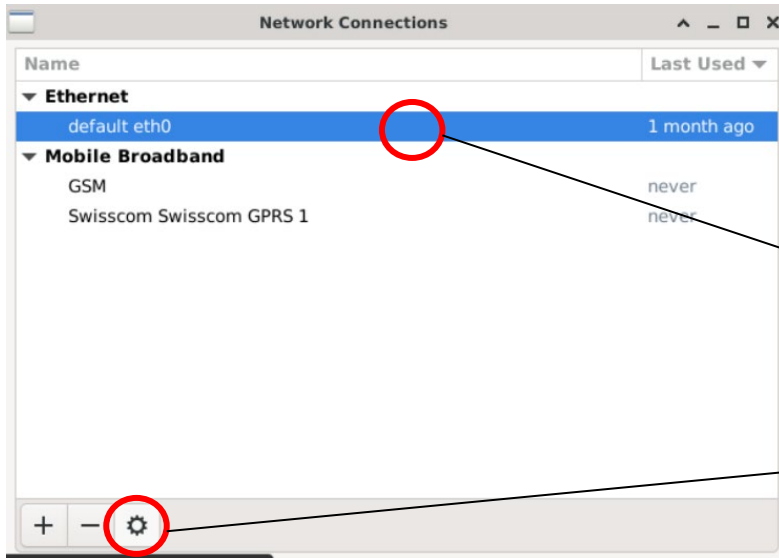 Network Connections
Name Last Used
Ethernet
default eth0 1 month ago
Mobile Broadband
GSM never
Swisscom Swisscom GPRS 1 never